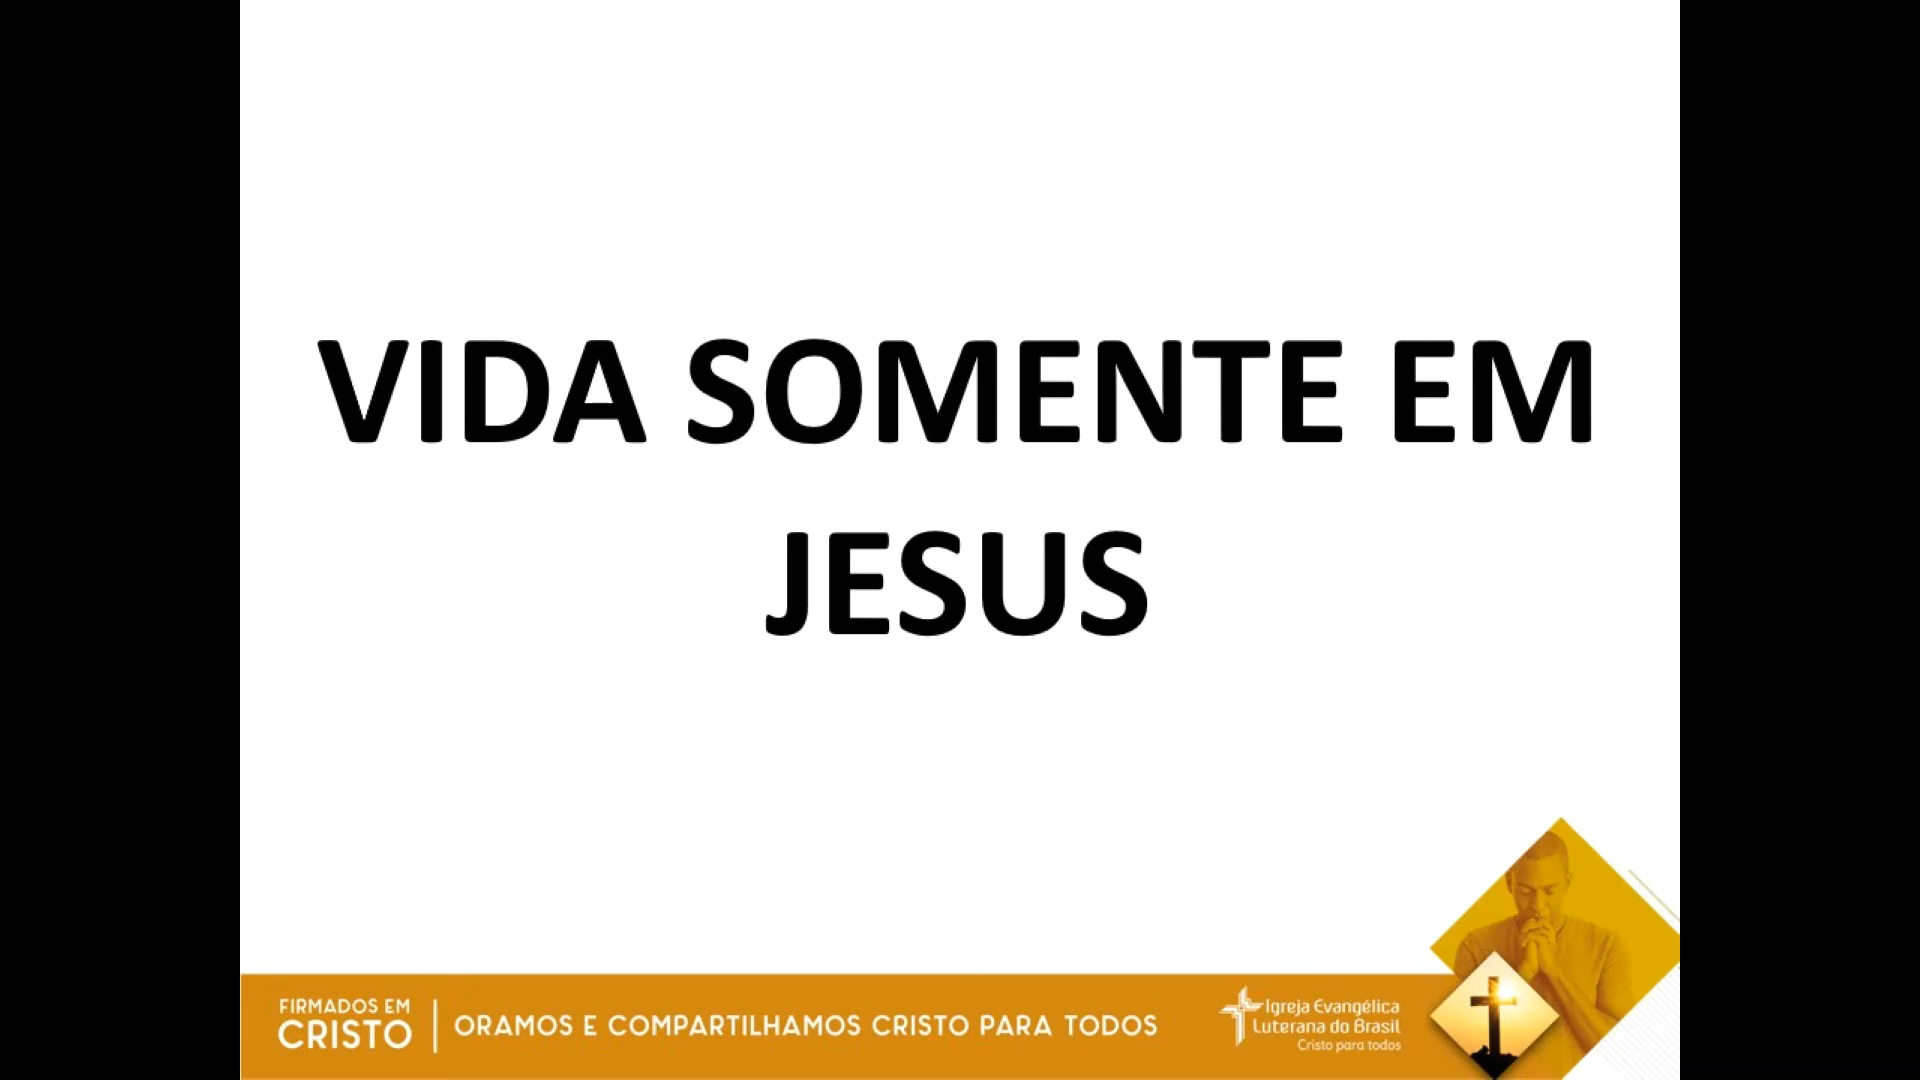 VIDA SOMENTE EM
JESUS
FIRMADOS EM
CRISTO
ORAMOS E COMPARTILHAMOS CRISTO PARA TODOS
Igreja Evangélica
Luterana do Brasil
Cristo para todos